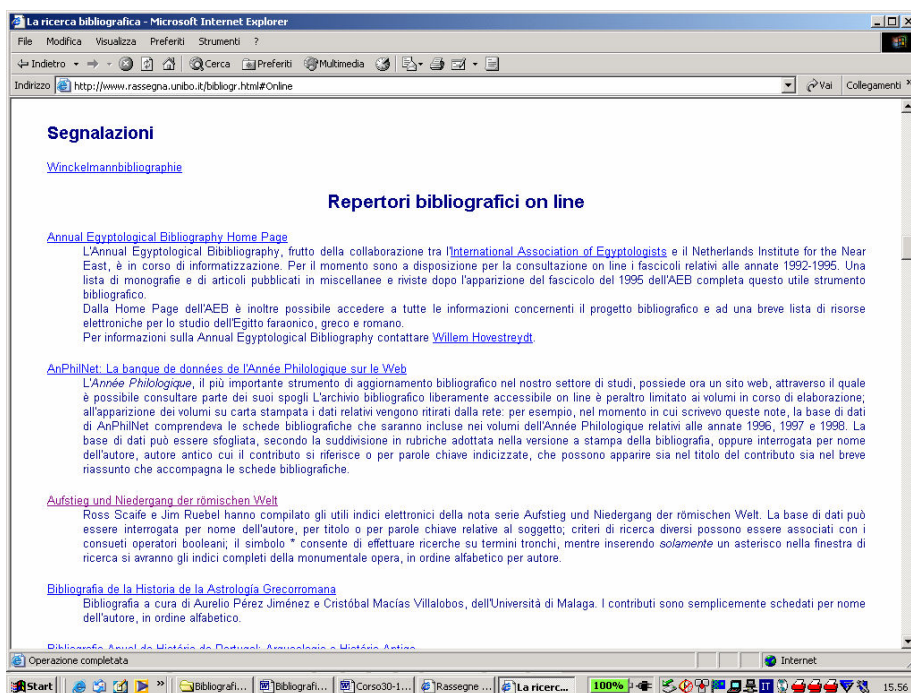 La ricerca bibliografica - Microsoft Internet Explorer
File Modifica Visualizza Preferiti Strumenti ?
Indietro Cerca Preferiti Multimedia
Indirizzo http://www.rassegna.unibo.it/bibliogr.html#Online Vai Collegamenti »
Segnalazioni
Winckelmannbibliographie
Repertori bibliografici on line
Annual Egyptological Bibliography Home Page
L'Annual Egyptological Bibibliography, frutto della collaborazione tra l'International Association of Egyptologists e il Netherlands Institute for the Near
East, è in corso di informatizzazione. Per il momento sono a disposizione per la consultazione on line i fascicoli relativi alle annate 1992-1995. Una
lista di monografie e di articoli pubblicati in miscellanee e riviste dopo l'apparizione del fascicolo del 1995 dell'AEB completa questo utile strumento
bibliografico.
Dalla Home Page dell'AEB è inoltre possibile accedere a tutte le informazioni concernenti il progetto bibliografico e ad una breve lista di risorse
elettroniche per lo studio dell'Egitto faraonico, greco e romano.
Per informazioni sulla Annual Egyptological Bibliography contattare Willem Hovestreydt.
AnPhilNet: La banque de données de l'Année Philologique sur le Web
L'Année Philologique, il più importante strumento di aggiornamento bibliografico nel nostro settore di studi, possiede ora un sito web, attraverso il quale
è possibile consultare parte dei suoi spogli L'archivio bibliografico liberamente accessibile on line è peraltro limitato ai volumi in corso di elaborazione;
all'apparizione dei volumi su carta stampata i dati relativi vengono ritirati dalla rete: per esempio, nel momento in cui scrivevo queste note, la base di dati
di AnPhilNet comprendeva le schede bibliografiche che saranno incluse nei volumi dell'Année Philologique relativi alle annate 1996, 1997 e 1998. La
base di dati può essere sfogliata, secondo la suddivisione in rubriche adottata nella versione a stampa della bibliografia, oppure interrogata per nome
dell'autore, autore antico cui il contributo si riferisce o per parole chiave indicizzate, che possono apparire sia nel titolo del contributo sia nel breve
riassunto che accompagna le schede bibliografiche.
Aufstieg und Niedergang der römischen Welt
Ross Scaife e Jim Ruebel hanno compilato gli utili indici elettronici della nota serie Aufstieg und Niedergang der römischen Welt. La base di dati può
essere interrogata per nome dell'autore, per titolo o per parole chiave relative al soggetto; criteri di ricerca diversi possono essere associati con i
consueti operatori booleani; il simbolo * consente di effettuare ricerche su termini tronchi, mentre inserendo solamente un asterisco nella finestra di
ricerca si avranno gli indici completi della monumentale opera, in ordine alfabetico per autore.
Bibliografia de la Historia de la Astrología Grecorromana
Bibliografia a cura di Aurelio Pérez Jiménez e Cristóbal Macías Villalobos, dell'Università di Malaga. I contributi sono semplicemente schedati per nome
dell'autore, in ordine alfabetico.
Bibliografia Anual de História de Portugal: Arqueologia e História Antiga
Operazione completata Internet
Start » Bibliografi... Bibliografi... Corso30-1... Rassegne ... La ricerc... 100% IT 15.56